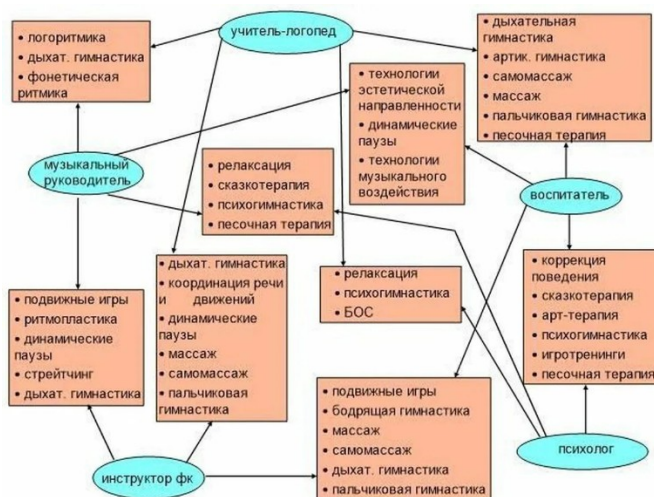 учитель-логопед
• логоритмика
• дыхат. гимнастика
• фонетическая
ритмика
• дыхательная
гимнастика
• артик. гимнастика
• самомассаж
• массаж
• пальчиковая гимнастика
• песочная терапия
• технологии
эстетической
направленности
• динамические
паузы
• технологии
музыкального
воздействия
музыкальный
руководитель
• релаксация
• сказкотерапия
• психогимнастика
• песочная терапия
воспитатель
• дыхат. гимнастика
• координация речи
и движений
• динамические
паузы
• массаж
• самомассаж
• пальчиковая
гимнастика
• релаксация
• психогимнастика
• БОС
• коррекция
поведения
• сказкотерапия
• арт-терапия
• психогимнастика
• игротренинги
• песочная терапия
• подвижные игры
• ритмопластика
• динамические
паузы
• стрейтчинг
• дыхат. гимнастика
• подвижные игры
• бодрящая гимнастика
• массаж
• самомассаж
• дыхат. гимнастика
• пальчиковая гимнастика
инструктор фк
психолог